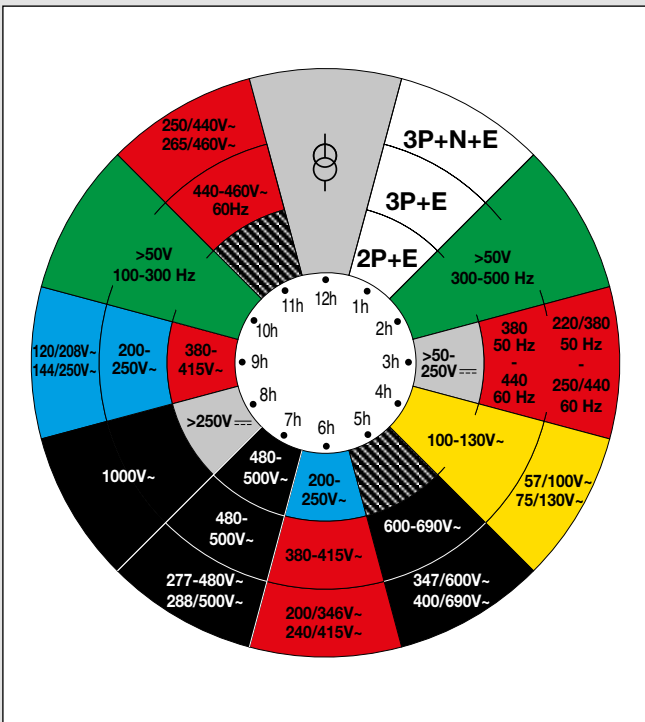 3P+N+E
3P+E
2P+E
>50V
300-500 Hz
220/380
50 Hz
-
250/440
60 Hz
380
50 Hz
-
440
60 Hz
>50-
250V⎓
57/100V~
75/130V~
100-130V~
347/600V~
400/690V~
600-690V~
200/346V~
240/415V~
380-415V~
200-
250V~
277-480V~
288/500V~
480-
500V~
480-
500V~
1000V~
>250V⎓
120/208V~
144/250V~
200-
250V~
380-
415V~
>50V
100-300 Hz
250/440V~
265/460V~
440-460V~
60Hz
12h
1h
2h
3h
4h
5h
6h
7h
8h
9h
10h
11h